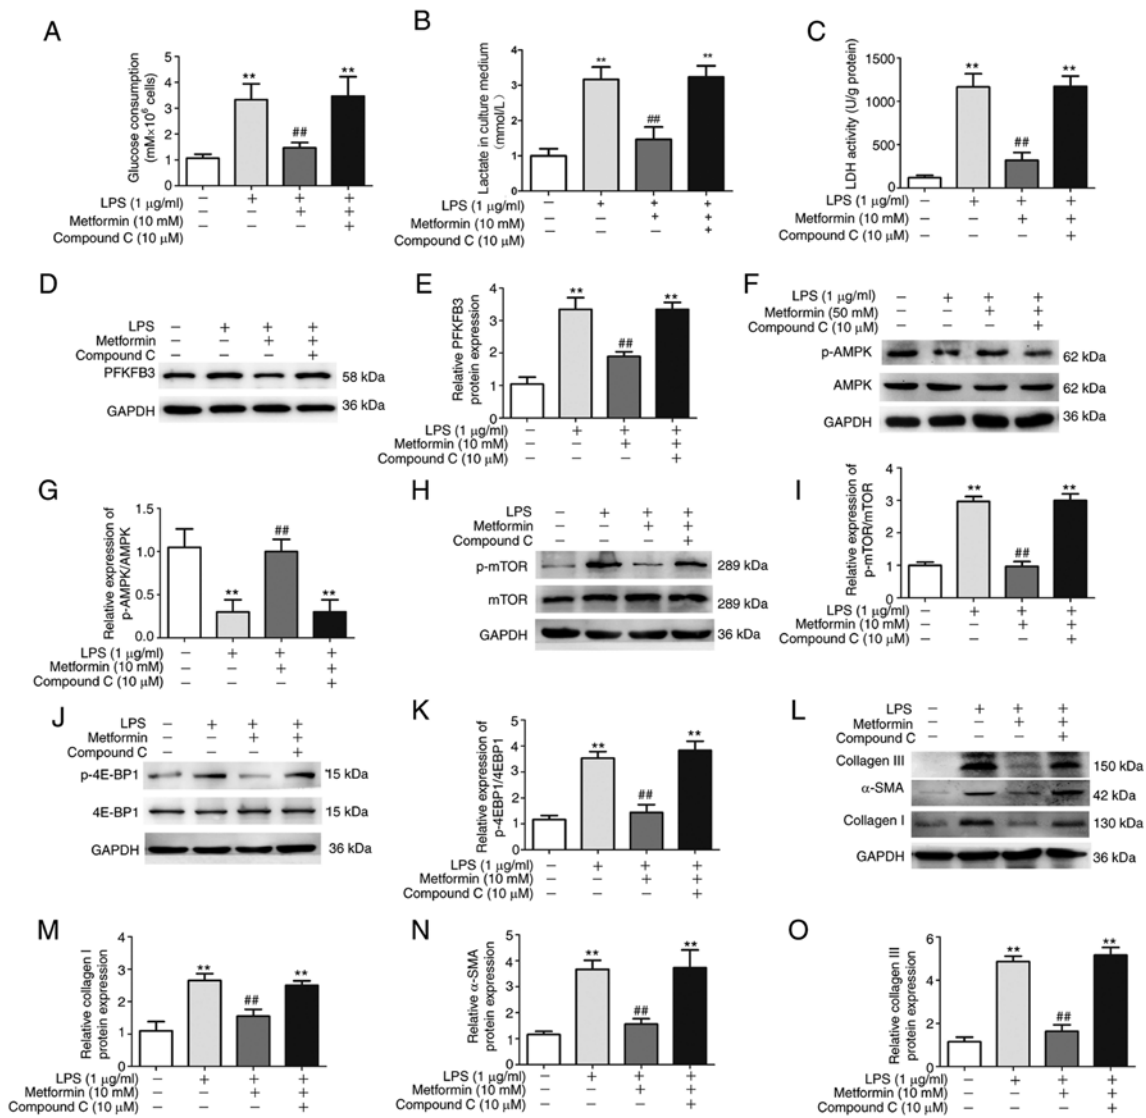 A
Glucose consumption
(mM×10⁶ cells)
5
4
3
2
1
0
**
##
**
LPS (1 μg/ml) – + + +
Metformin (10 mM) – – + +
Compound C (10 μM) – – – +
B
Lactate in culture medium
(mmol/L)
4
3
2
1
0
**
##
**
LPS (1 μg/ml) – + + +
Metformin (10 mM) – – + +
Compound C (10 μM) – – – +
C
LDH activity (U/g protein)
1500
1000
500
0
**
##
**
LPS (1 μg/ml) – + + +
Metformin (10 mM) – – + +
Compound C (10 μM) – – – +
D
LPS – + + +
Metformin – – + +
Compound C – – – +
PFKFB3 58 kDa
GAPDH 36 kDa
E
Relative PFKFB3
protein expression
4
3
2
1
0
**
##
**
LPS (1 μg/ml) – + + +
Metformin (10 mM) – – + +
Compound C (10 μM) – – – +
F
LPS (1 μg/ml) – + + +
Metformin (50 mM) – – + +
Compound C (10 μM) – – – +
p-AMPK 62 kDa
AMPK 62 kDa
GAPDH 36 kDa
G
Relative expression of
p-AMPK/AMPK
1.5
1.0
0.5
0.0
**
##
**
LPS (1 μg/ml) – + + +
Metformin (10 mM) – – + +
Compound C (10 μM) – – – +
H
LPS – + + +
Metformin – – + +
Compound C – – – +
p-mTOR 289 kDa
mTOR 289 kDa
GAPDH 36 kDa
I
Relative expression of
p-mTOR/mTOR
4
3
2
1
0
**
##
**
LPS (1 μg/ml) – + + +
Metformin (10 mM) – – + +
Compound C (10 μM) – – – +
J
LPS – + + +
Metformin – – + +
Compound C – – – +
p-4E-BP1 15 kDa
4E-BP1 15 kDa
GAPDH 36 kDa
K
Relative expression of
p-4EBP1/4EBP1
5
4
3
2
1
0
**
##
**
LPS (1 μg/ml) – + + +
Metformin (10 mM) – – + +
Compound C (10 μM) – – – +
L
LPS – + + +
Metformin – – + +
Compound C – – – +
Collagen III 150 kDa
α-SMA 42 kDa
Collagen I 130 kDa
GAPDH 36 kDa
M
Relative collagen I
protein expression
4
3
2
1
0
**
##
**
LPS (1 μg/ml) – + + +
Metformin (10 mM) – – + +
Compound C (10 μM) – – – +
N
Relative α-SMA
protein expression
5
4
3
2
1
0
**
##
**
LPS (1 μg/ml) – + + +
Metformin (10 mM) – – + +
Compound C (10 μM) – – – +
O
Relative collagen III
protein expression
6
4
2
0
**
##
**
LPS (1 μg/ml) – + + +
Metformin (10 mM) – – + +
Compound C (10 μM) – – – +